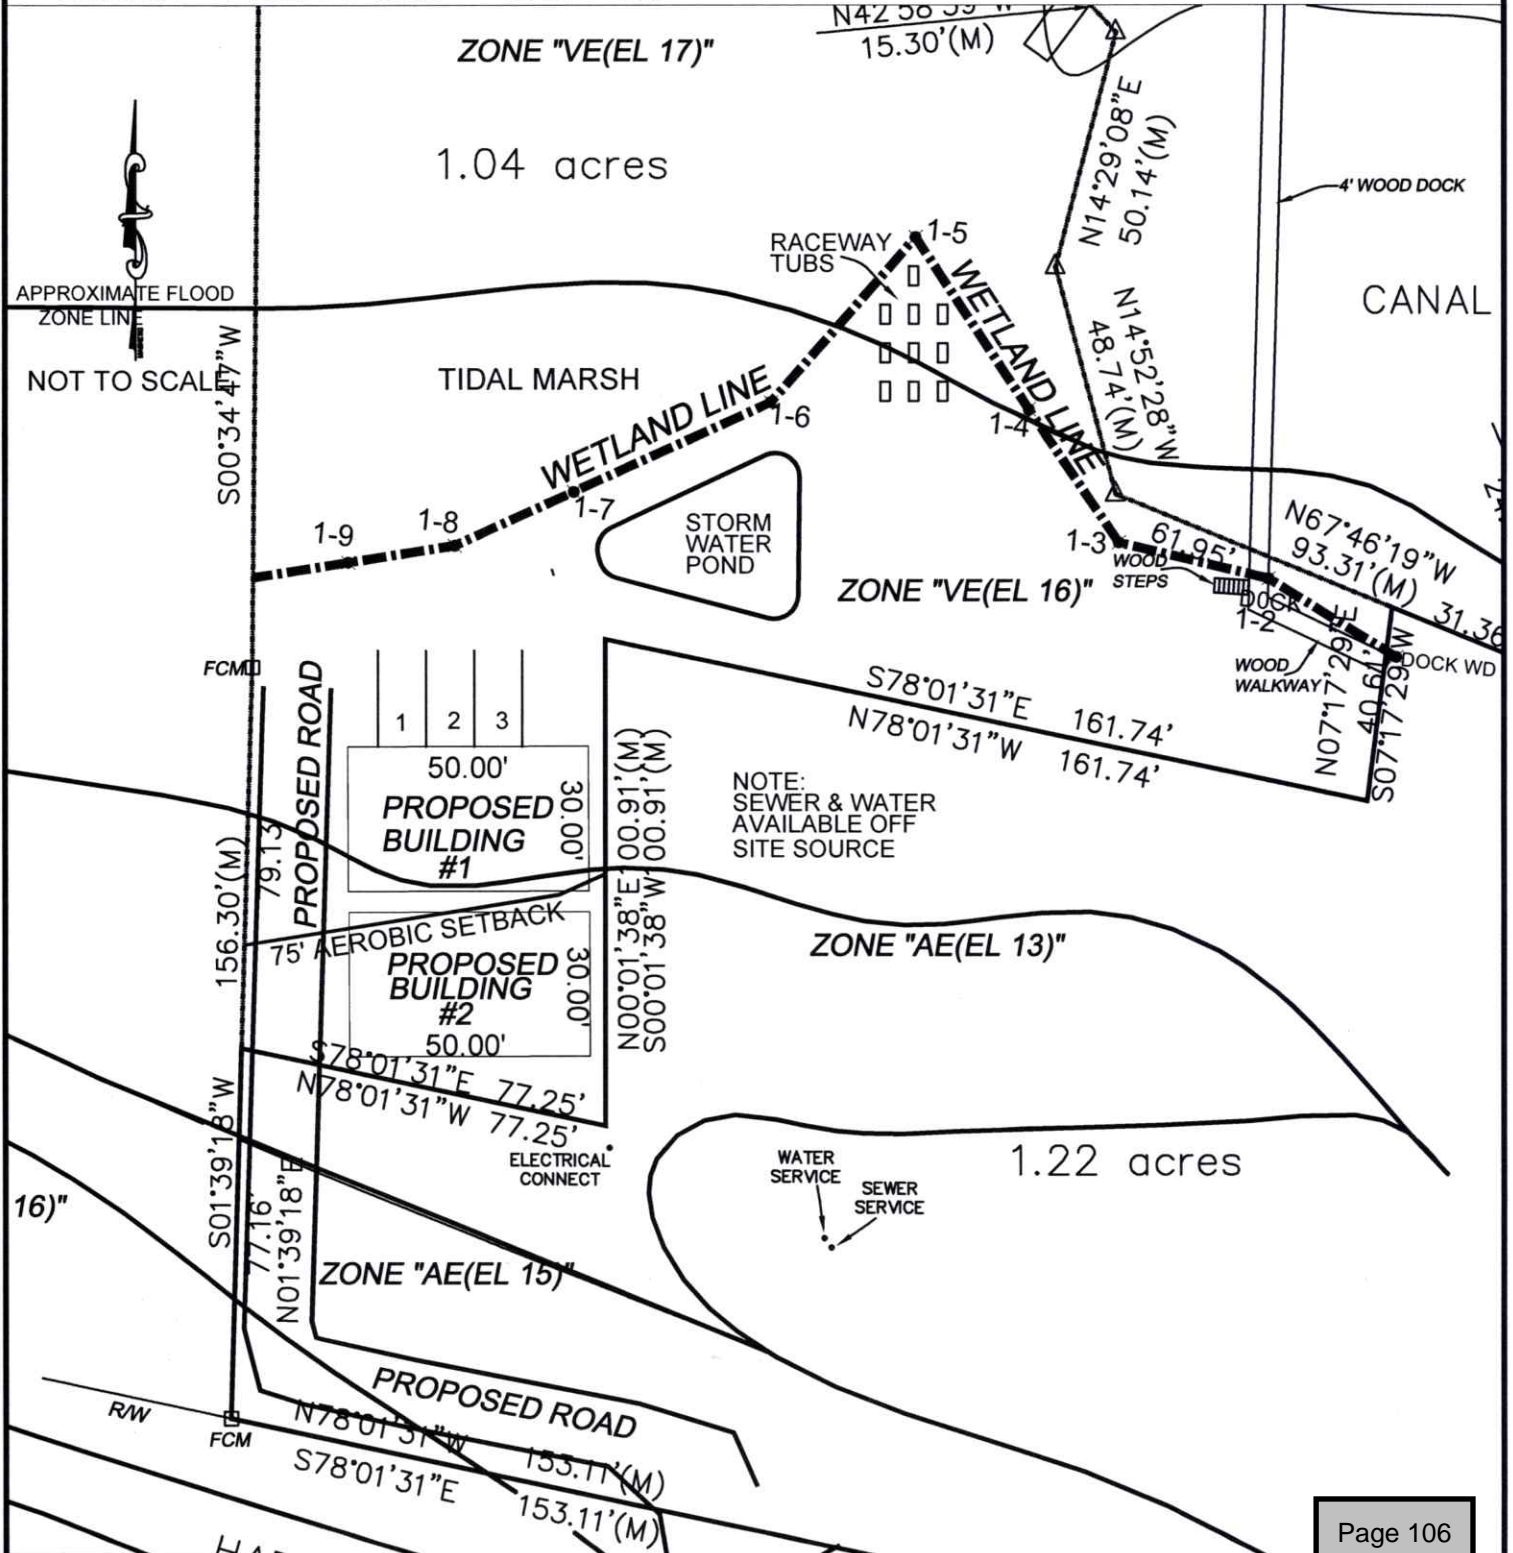 N42°58'59"W
15.30'(M)
ZONE "VE(EL 17)"
1.04 acres
N14°29'08"E
50.14'(M)
4' WOOD DOCK
RACEWAY
TUBS
1-5
WETLAND LINE
CANAL
APPROXIMATE FLOOD
ZONE LINE
NOT TO SCALE
S00°34'47"W
TIDAL MARSH
WETLAND LINE
1-6
1-4
N14°52'28"W
48.74'(M)
1-7
1-8
1-9
STORM
WATER
POND
1-3
61.95'
N67°46'19"W
93.31'(M)
31.36
WOOD
STEPS
DOCK
1-2
ZONE "VE(EL 16)"
WOOD
WALKWAY
DOCK WD
N07°17'29"E
40.61'
S07°17'29"W
FCM
PROPOSED ROAD
1
2
3
S78°01'31"E 161.74'
N78°01'31"W 161.74'
50.00'
30.00'
PROPOSED
BUILDING
#1
NOTE:
SEWER & WATER
AVAILABLE OFF
SITE SOURCE
N00°01'38"E 100.91'(M)
S00°01'38"W 100.91'(M)
156.30'(M)
79.13'
75' AEROBIC SETBACK
ZONE "AE(EL 13)"
PROPOSED
BUILDING
#2
30.00'
50.00'
S78°01'31"E 77.25'
N78°01'31"W 77.25'
ELECTRICAL
CONNECT
S01°39'18"W
77.16'
N01°39'18"E
WATER
SERVICE
SEWER
SERVICE
1.22 acres
16)"
ZONE "AE(EL 15)"
PROPOSED ROAD
R/W
FCM
N78°01'31"W 153.11'(M)
S78°01'31"E 153.11'(M)
Page 106